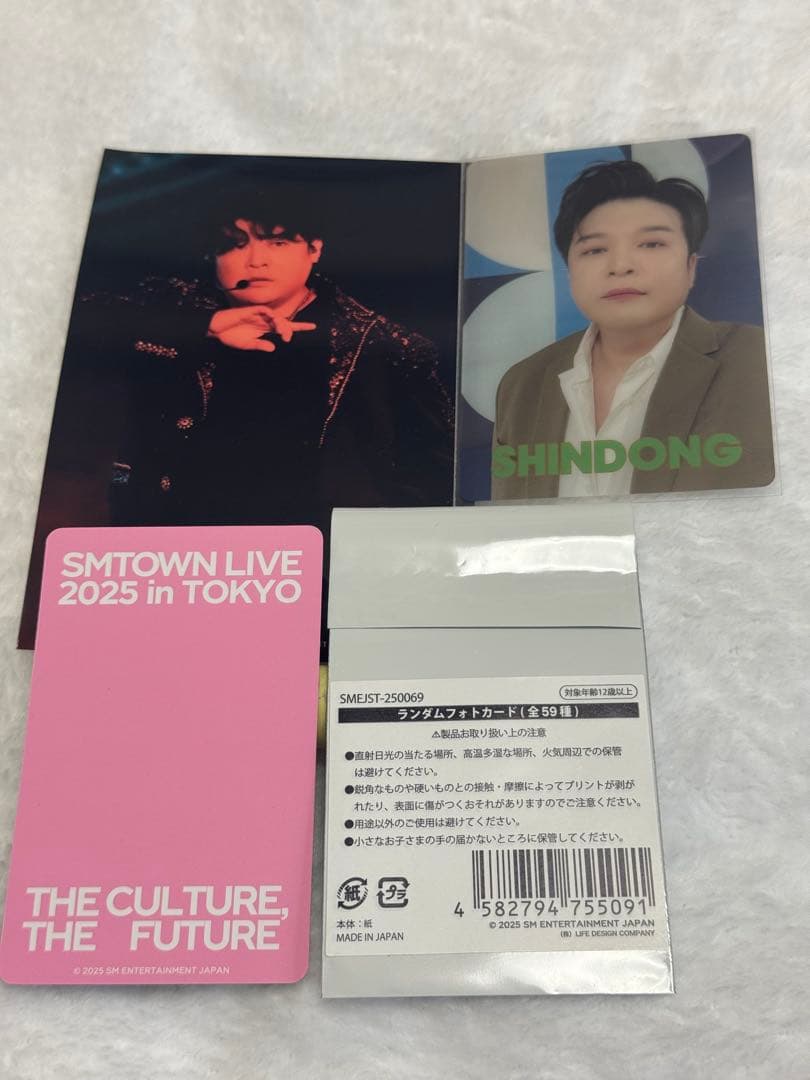 SHINDONG
SMTOWN LIVE
2025 in TOKYO
THE CULTURE,
THE FUTURE
© 2025 SM ENTERTAINMENT JAPAN
SMEJST-250069
対象年齢12歳以上
ランダムフォトカード(全59種)
⚠製品お取り扱い上の注意
●直射日光の当たる場所、高温多湿な場所、火気周辺での保管
は避けてください。
●鋭角なものや硬いものとの接触・摩擦によってプリントが剥が
れたり、表面に傷がつくおそれがありますのでご注意ください。
●用途以外のご使用は避けてください。
●小さなお子さまの手の届かないところに保管してください。
紙
プラ
4 582794 755091
本体:紙
MADE IN JAPAN
© 2025 SM ENTERTAINMENT JAPAN
(株) LIFE DESIGN COMPANY